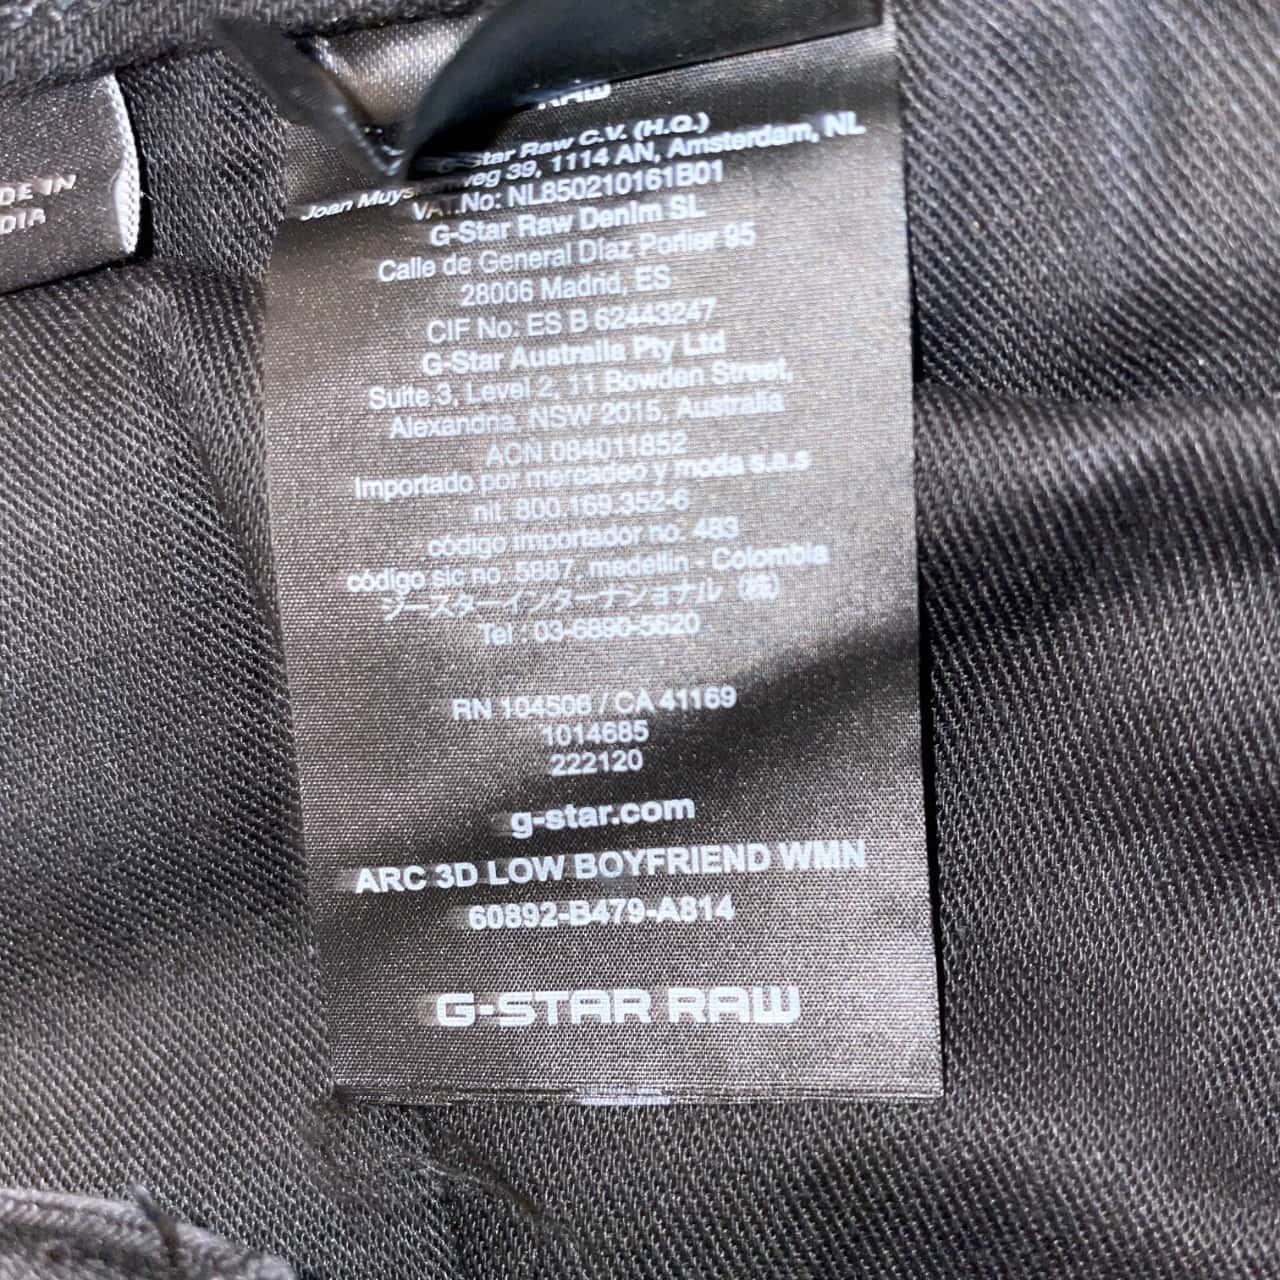 DE IN
DIA
RAW
G-Star Raw C.V. (H.Q.)
Joan Muyskenweg 39, 1114 AN, Amsterdam, NL
VAT.No: NL850210161B01
G-Star Raw Denim SL
Calle de General Díaz Porlier 95
28006 Madrid, ES
CIF No: ES B 62443247
G-Star Australia Pty Ltd
Suite 3, Level 2, 11 Bowden Street,
Alexandria, NSW 2015, Australia
ACN 084011852
Importado por mercadeo y moda s.a.s
nit. 800.169.352-6
código importador no. 483
código sic no. 5887, medellin - Colombia
ジースターインターナショナル (株)
Tel : 03-6890-5620
RN 104506 / CA 41169
1014685
222120
g-star.com
ARC 3D LOW BOYFRIEND WMN
60892-B479-A814
G-STAR RAW